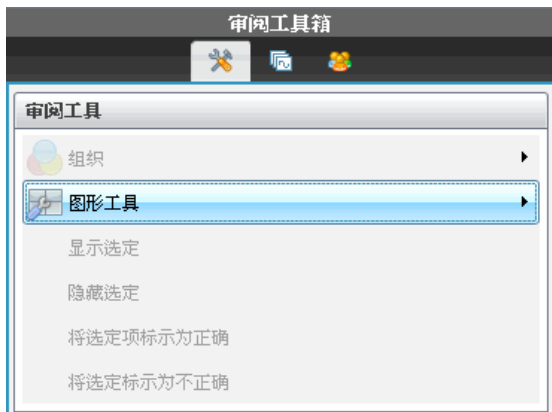 审阅工具箱
审阅工具
组织
图形工具
显示选定
隐藏选定
将选定项标示为正确
将选定标示为不正确